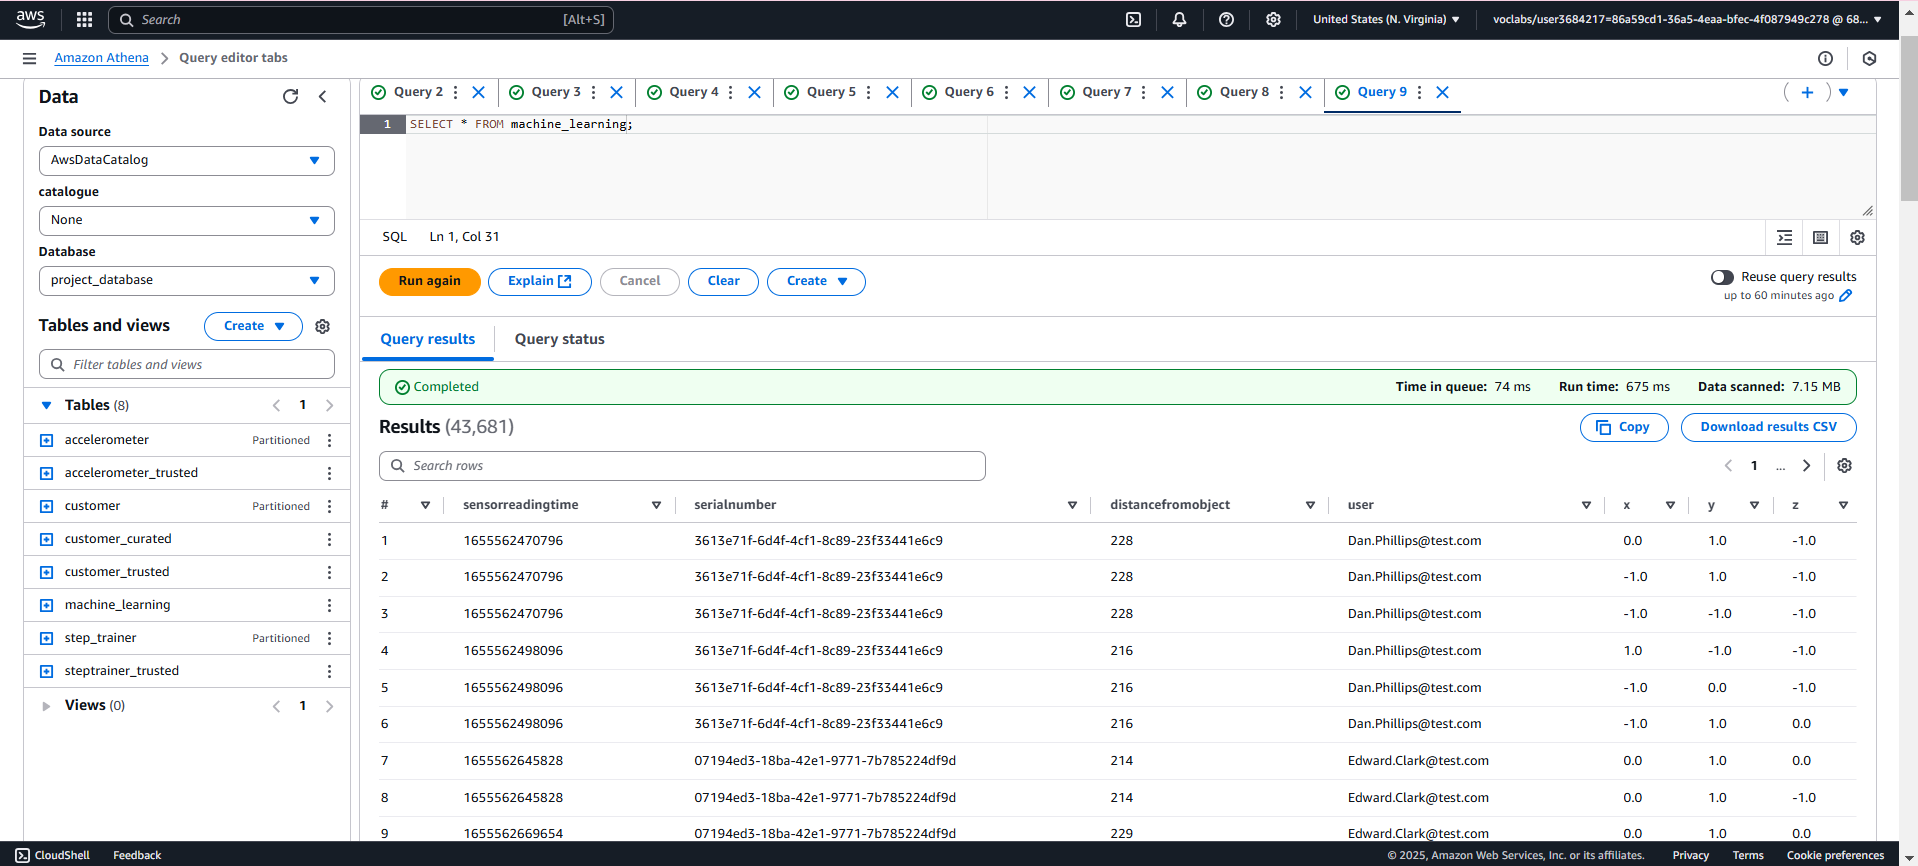 aws
Search [Alt+S]
United States (N. Virginia)
voclabs/user3684217=86a59cd1-36a5-4eaa-bfec-4f087949c278 @ 68...
Amazon Athena
Query editor tabs
Data
Data source
AwsDataCatalog
catalogue
None
Database
project_database
Tables and views
Create
Filter tables and views
Tables (8)
1
accelerometer Partitioned
accelerometer_trusted
customer Partitioned
customer_curated
customer_trusted
machine_learning
step_trainer Partitioned
steptrainer_trusted
Views (0)
1
Query 2 Query 3 Query 4 Query 5 Query 6 Query 7 Query 8 Query 9
1 SELECT * FROM machine_learning;
SQL Ln 1, Col 31
Run again Explain Cancel Clear Create
Reuse query results
up to 60 minutes ago
Query results Query status
Completed Time in queue: 74 ms Run time: 675 ms Data scanned: 7.15 MB
Results (43,681) Copy Download results CSV
Search rows 1 ...
# sensorreadingtime serialnumber distancefromobject user x y z
1 1655562470796 3613e71f-6d4f-4cf1-8c89-23f33441e6c9 228 Dan.Phillips@test.com 0.0 1.0 -1.0
2 1655562470796 3613e71f-6d4f-4cf1-8c89-23f33441e6c9 228 Dan.Phillips@test.com -1.0 1.0 -1.0
3 1655562470796 3613e71f-6d4f-4cf1-8c89-23f33441e6c9 228 Dan.Phillips@test.com -1.0 -1.0 -1.0
4 1655562498096 3613e71f-6d4f-4cf1-8c89-23f33441e6c9 216 Dan.Phillips@test.com 1.0 -1.0 -1.0
5 1655562498096 3613e71f-6d4f-4cf1-8c89-23f33441e6c9 216 Dan.Phillips@test.com -1.0 0.0 -1.0
6 1655562498096 3613e71f-6d4f-4cf1-8c89-23f33441e6c9 216 Dan.Phillips@test.com -1.0 1.0 0.0
7 1655562645828 07194ed3-18ba-42e1-9771-7b785224df9d 214 Edward.Clark@test.com 0.0 1.0 0.0
8 1655562645828 07194ed3-18ba-42e1-9771-7b785224df9d 214 Edward.Clark@test.com 0.0 1.0 -1.0
9 1655562669654 07194ed3-18ba-42e1-9771-7b785224df9d 229 Edward.Clark@test.com 0.0 1.0 0.0
CloudShell Feedback © 2025, Amazon Web Services, Inc. or its affiliates. Privacy Terms Cookie preferences